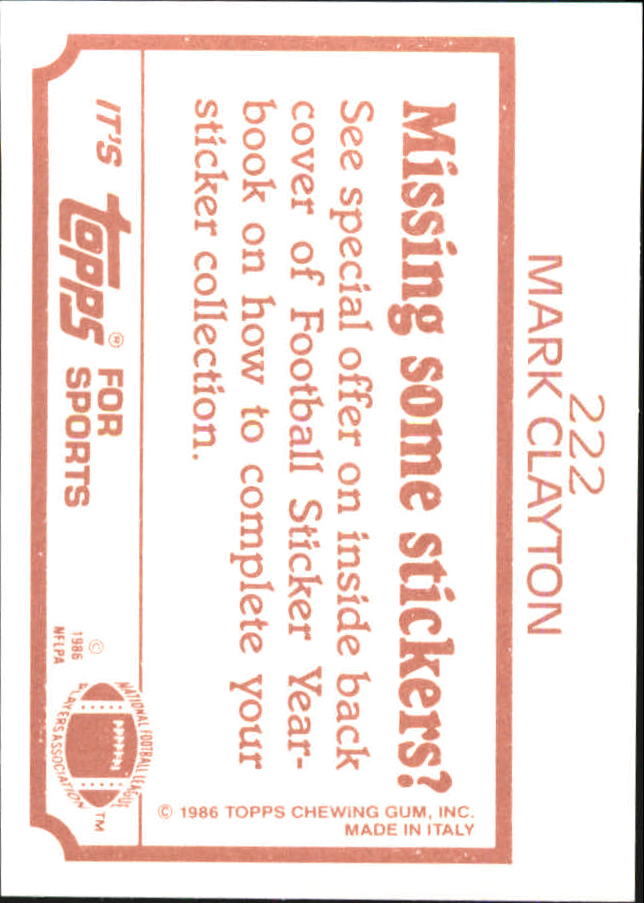 222
MARK CLAYTON
Missing some stickers?
See special offer on inside back
cover of Football Sticker Year-
book on how to complete your
sticker collection.
IT'S TOPPS® FOR
SPORTS
©
1986
NFLPA
NATIONAL FOOTBALL LEAGUE
PLAYERS ASSOCIATION
TM
© 1986 TOPPS CHEWING GUM, INC.
MADE IN ITALY